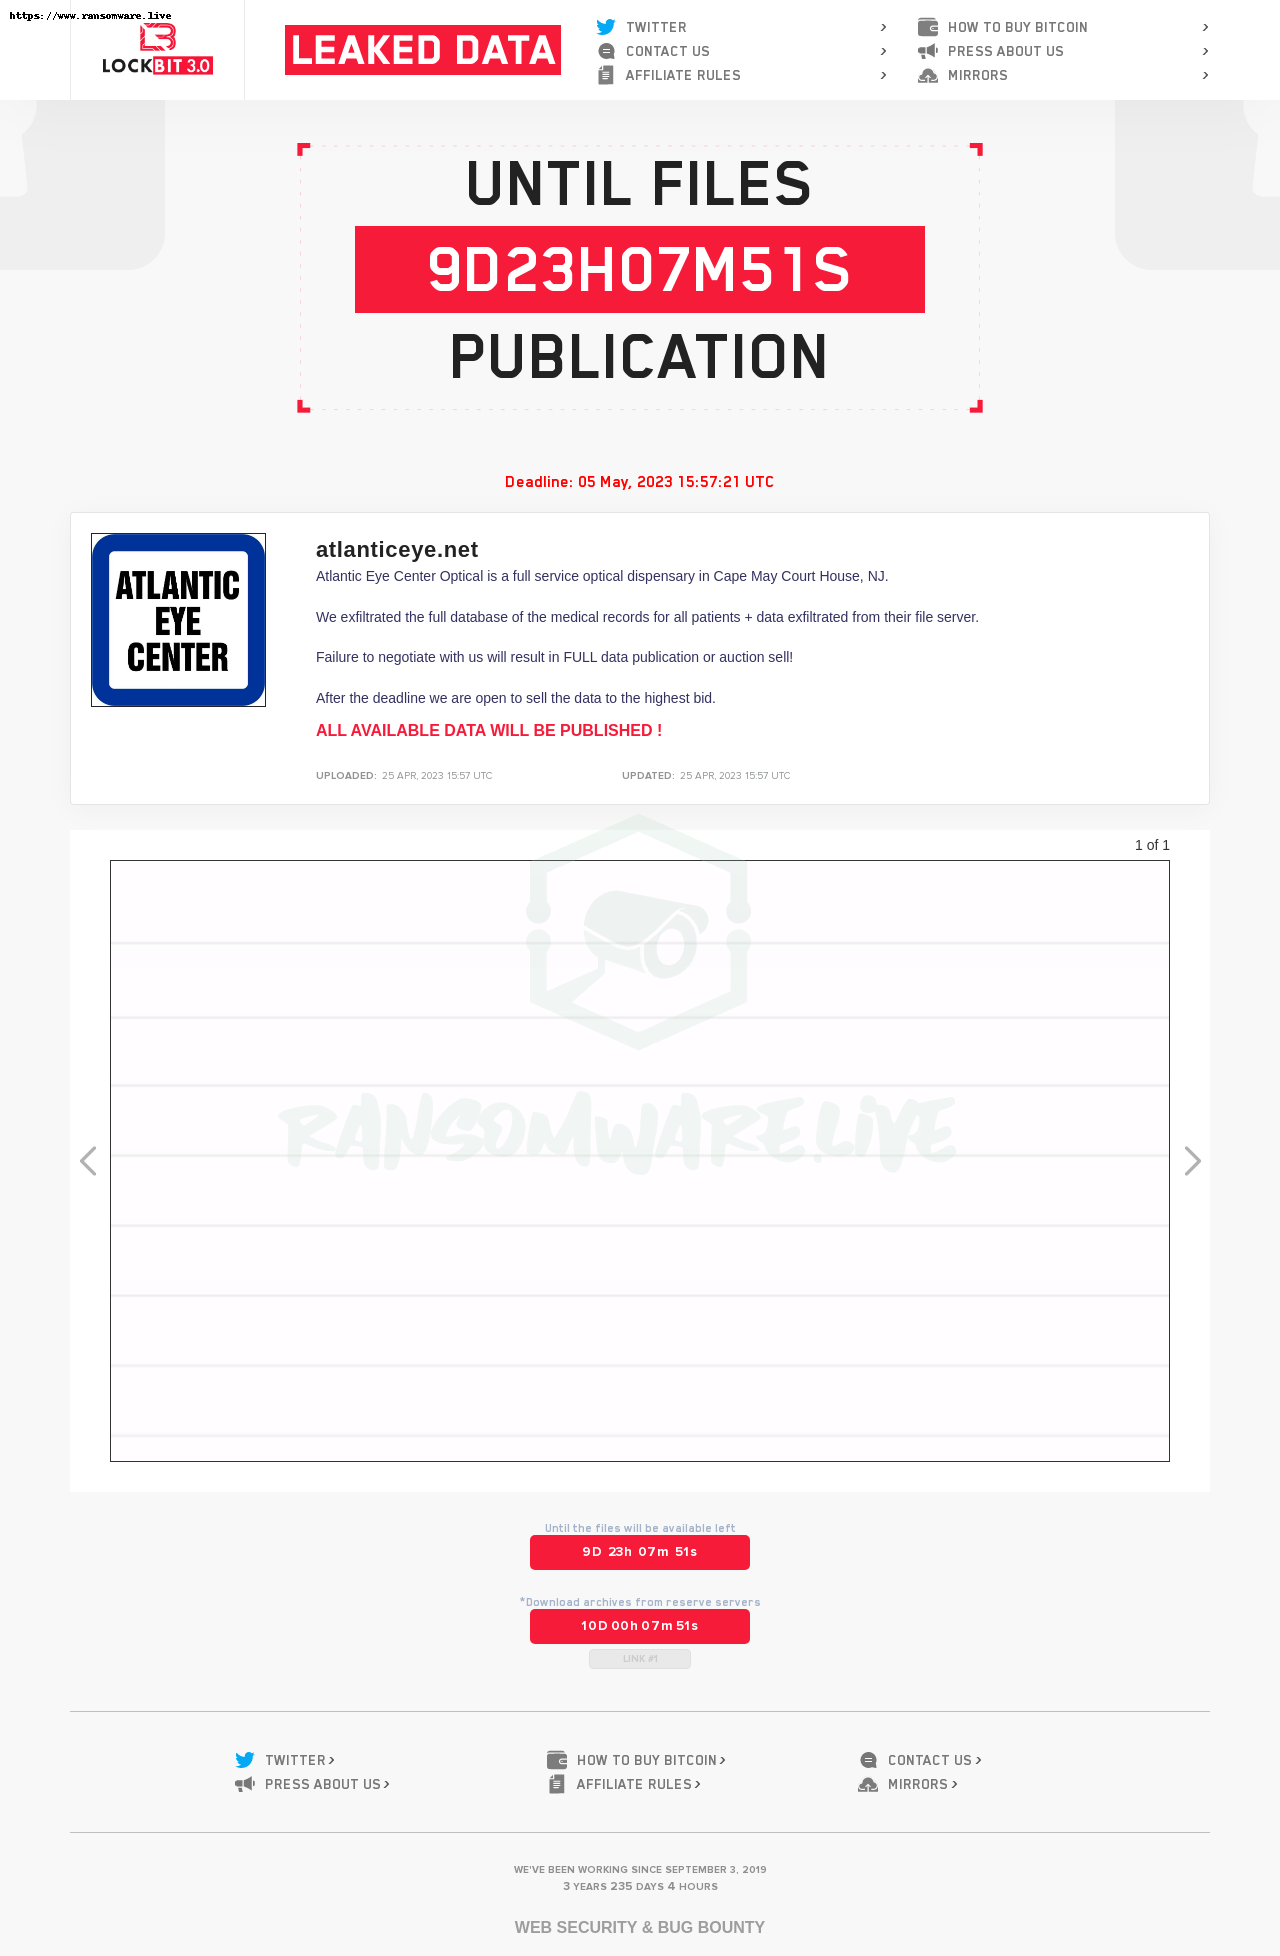 https://www.ransomware.live
LOCKBIT 3.0
LEAKED DATA
TWITTER
CONTACT US
AFFILIATE RULES
HOW TO BUY BITCOIN
PRESS ABOUT US
MIRRORS
UNTIL FILES
9D23H07M51S
PUBLICATION
Deadline: 05 May, 2023 15:57:21 UTC
ATLANTIC
EYE
CENTER
atlanticeye.net
Atlantic Eye Center Optical is a full service optical dispensary in Cape May Court House, NJ.
We exfiltrated the full database of the medical records for all patients + data exfiltrated from their file server.
Failure to negotiate with us will result in FULL data publication or auction sell!
After the deadline we are open to sell the data to the highest bid.
ALL AVAILABLE DATA WILL BE PUBLISHED !
UPLOADED: 25 APR, 2023 15:57 UTC UPDATED: 25 APR, 2023 15:57 UTC
1 of 1
RANSOMWARE.LIVE
Until the files will be available left
9D 23h 07m 51s
*Download archives from reserve servers
10D 00h 07m 51s
LINK #1
TWITTER HOW TO BUY BITCOIN CONTACT US
PRESS ABOUT US AFFILIATE RULES MIRRORS
WE'VE BEEN WORKING SINCE SEPTEMBER 3, 2019
3 YEARS 235 DAYS 4 HOURS
WEB SECURITY & BUG BOUNTY